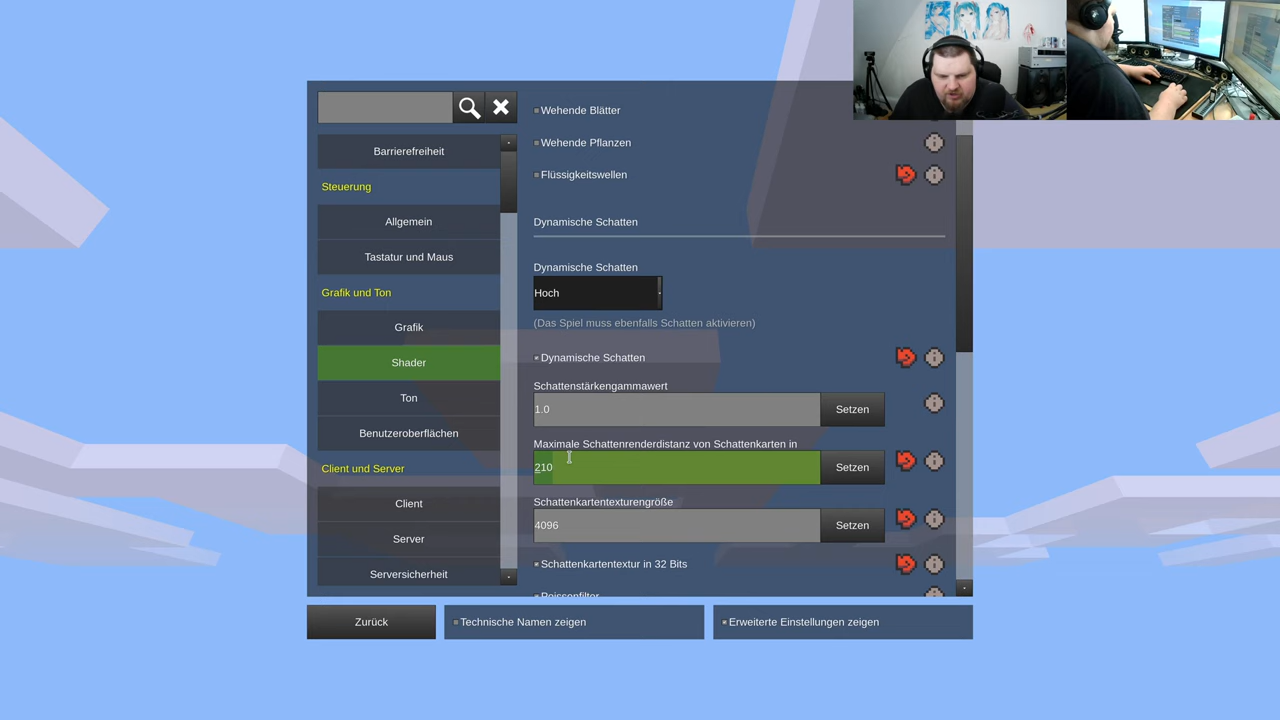 Barrierefreiheit
Steuerung
Allgemein
Tastatur und Maus
Grafik und Ton
Grafik
Shader
Ton
Benutzeroberflächen
Client und Server
Client
Server
Serversicherheit
Wehende Blätter
Wehende Pflanzen
Flüssigkeitswellen
Dynamische Schatten
Dynamische Schatten
Hoch
(Das Spiel muss ebenfalls Schatten aktivieren)
Dynamische Schatten
Schattenstärkengammawert
1.0 Setzen
Maximale Schattenrenderdistanz von Schattenkarten in
210 Setzen
Schattenkartentexturengröße
4096 Setzen
Schattenkartentextur in 32 Bits
Poissonfilter
Zurück
Technische Namen zeigen
Erweiterte Einstellungen zeigen